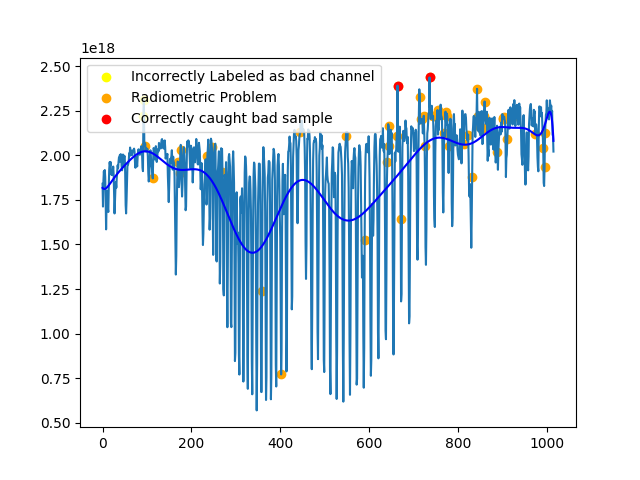 1e18
2.50
2.25
2.00
1.75
1.50
1.25
1.00
0.75
0.50
Incorrectly Labeled as bad channel
Radiometric Problem
Correctly caught bad sample
0 200 400 600 800 1000